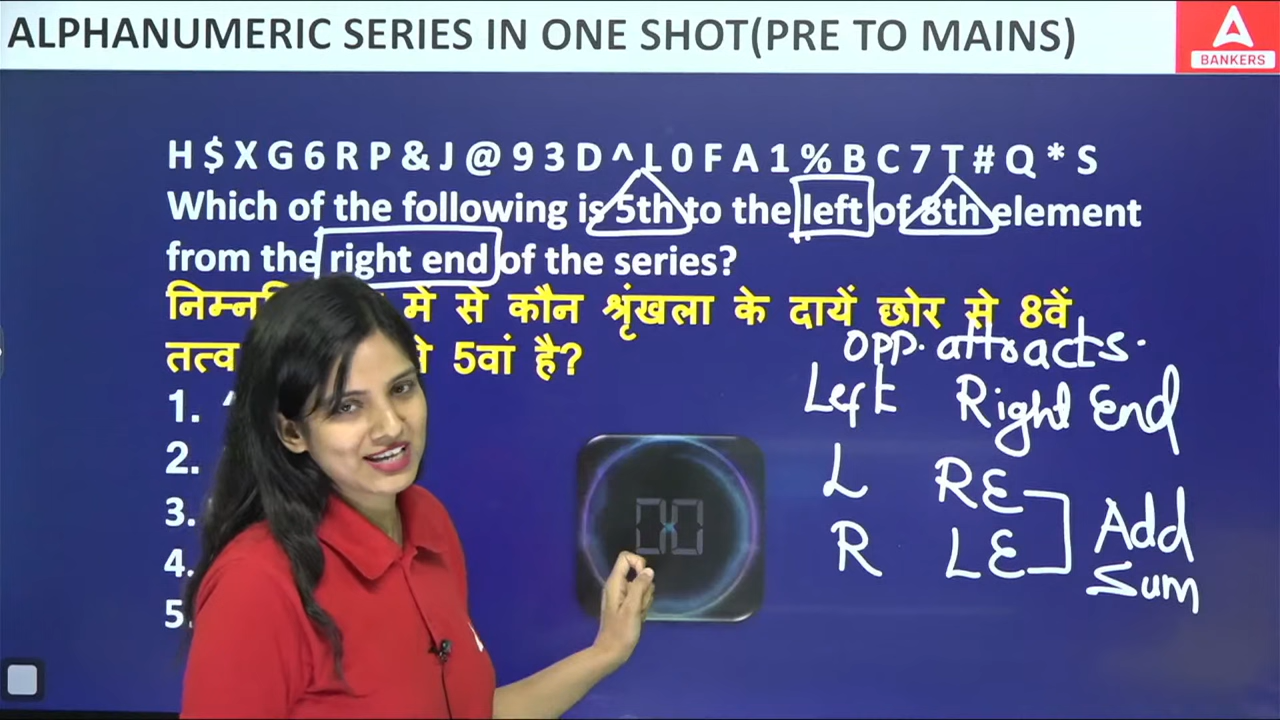 ALPHANUMERIC SERIES IN ONE SHOT(PRE TO MAINS)
A
BANKERS
H $ X G 6 R P & J @ 9 3 D ^ L 0 F A 1 % B C 7 T # Q * S
Which of the following is 5th to the left of 8th element
from the right end of the series?
में से कौन श्रृंखला के दायें छोर से 8वें
तत्व 5वां है?
opp. attracts.
Left Right End
L RE
R LE
Add
Sum
1.
2.
3.
4.
5.
00